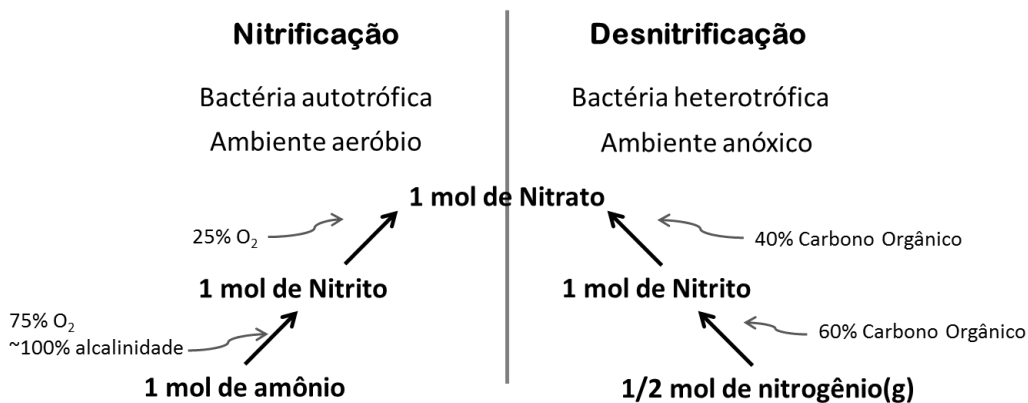 Nitrificação
Bactéria autotrófica
Ambiente aeróbio
Desnitrificação
Bactéria heterotrófica
Ambiente anóxico
1 mol de Nitrato
25% O₂
40% Carbono Orgânico
1 mol de Nitrito
1 mol de Nitrito
75% O₂
~100% alcalinidade
60% Carbono Orgânico
1 mol de amônio
1/2 mol de nitrogênio(g)